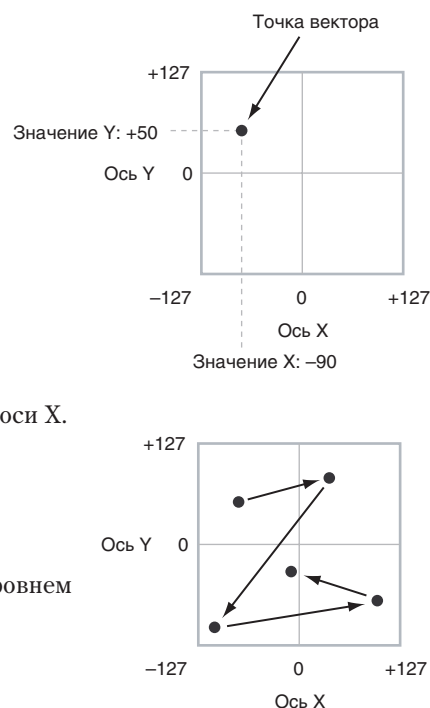 Точка вектора
+127
Значение Y: +50
Ось Y 0
–127 0 +127
Ось X
Значение X: –90
оси X.
+127
Ось Y 0
ровнем
–127 0 +127
Ось X